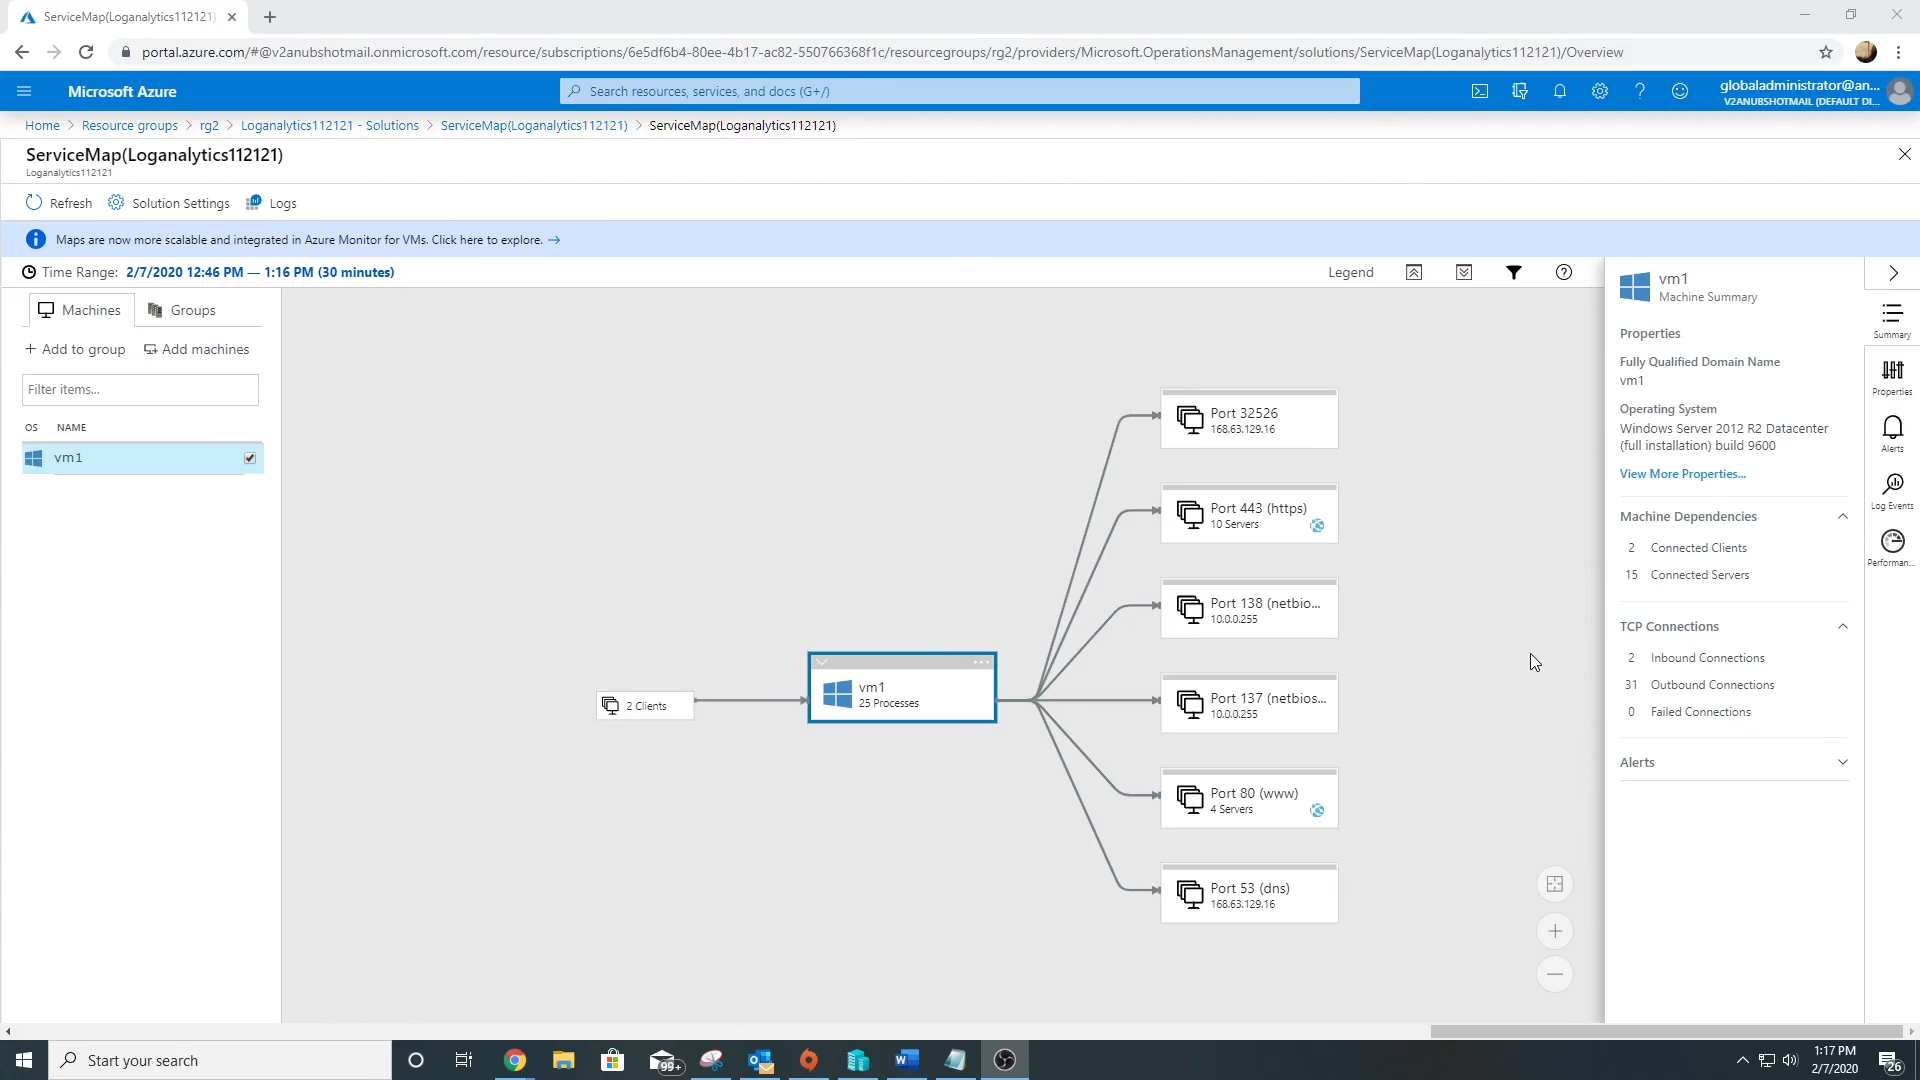 ServiceMap(Loganalytics112121)
portal.azure.com/#@v2anubshotmail.onmicrosoft.com/resource/subscriptions/6e5df6b4-80ee-4b17-ac82-550766368f1c/resourcegroups/rg2/providers/Microsoft.OperationsManagement/solutions/ServiceMap(Loganalytics112121)/Overview
Microsoft Azure
Search resources, services, and docs (G+/)
globaladministrator@an...
V2ANUBSHOTMAIL (DEFAULT DI...
Home > Resource groups > rg2 > Loganalytics112121 - Solutions > ServiceMap(Loganalytics112121) > ServiceMap(Loganalytics112121)
ServiceMap(Loganalytics112121)
Loganalytics112121
Refresh Solution Settings Logs
Maps are now more scalable and integrated in Azure Monitor for VMs. Click here to explore. →
Time Range: 2/7/2020 12:46 PM — 1:16 PM (30 minutes)
Legend
Machines Groups
+ Add to group Add machines
Filter items...
OS NAME
vm1
2 Clients
vm1
25 Processes
Port 32526
168.63.129.16
Port 443 (https)
10 Servers
Port 138 (netbio...
10.0.0.255
Port 137 (netbios...
10.0.0.255
Port 80 (www)
4 Servers
Port 53 (dns)
168.63.129.16
vm1
Machine Summary
Properties
Fully Qualified Domain Name
vm1
Operating System
Windows Server 2012 R2 Datacenter
(full installation) build 9600
View More Properties...
Machine Dependencies
2 Connected Clients
15 Connected Servers
TCP Connections
2 Inbound Connections
31 Outbound Connections
0 Failed Connections
Alerts
Summary
Properties
Alerts
Log Events
Performan...
Start your search
99+
1:17 PM
2/7/2020
26